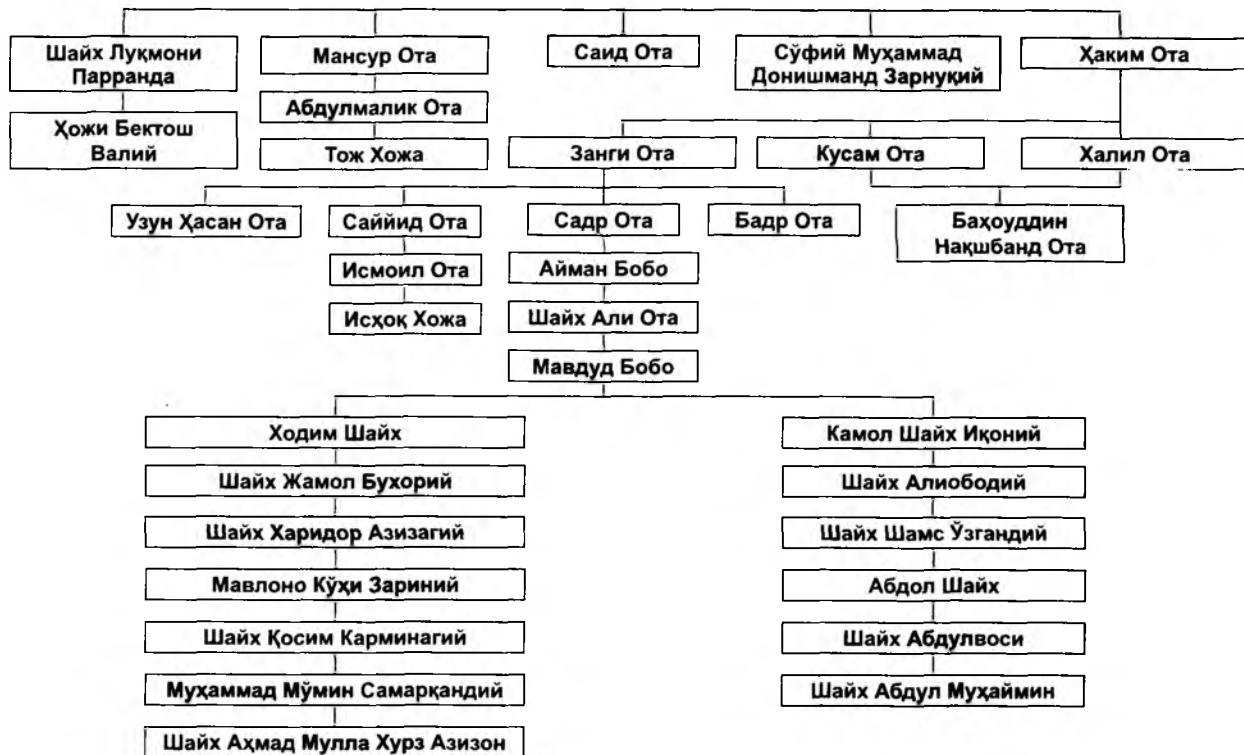 Шайх Луқмони
Парранда
Мансур Ота
Саид Ота
Сўфий Муҳаммад
Донишманд Зарнуқий
Ҳаким Ота
Ҳожи Бектош
Валий
Абдулмалик Ота
Тож Хожа
Занги Ота
Кусам Ота
Халил Ота
Узун Ҳасан Ота
Саййид Ота
Садр Ота
Бадр Ота
Баҳоуддин
Нақшбанд Ота
Исмоил Ота
Айман Бобо
Исҳоқ Хожа
Шайх Али Ота
Мавдуд Бобо
Ходим Шайх
Камол Шайх Иқоний
Шайх Жамол Бухорий
Шайх Алиободий
Шайх Харидор Азизагий
Шайх Шамс Ўзгандий
Мавлоно Кўҳи Зариний
Абдол Шайх
Шайх Қосим Карминагий
Шайх Абдулвоси
Муҳаммад Мўмин Самарқандий
Шайх Абдул Муҳаймин
Шайх Аҳмад Мулла Хурз Азизон